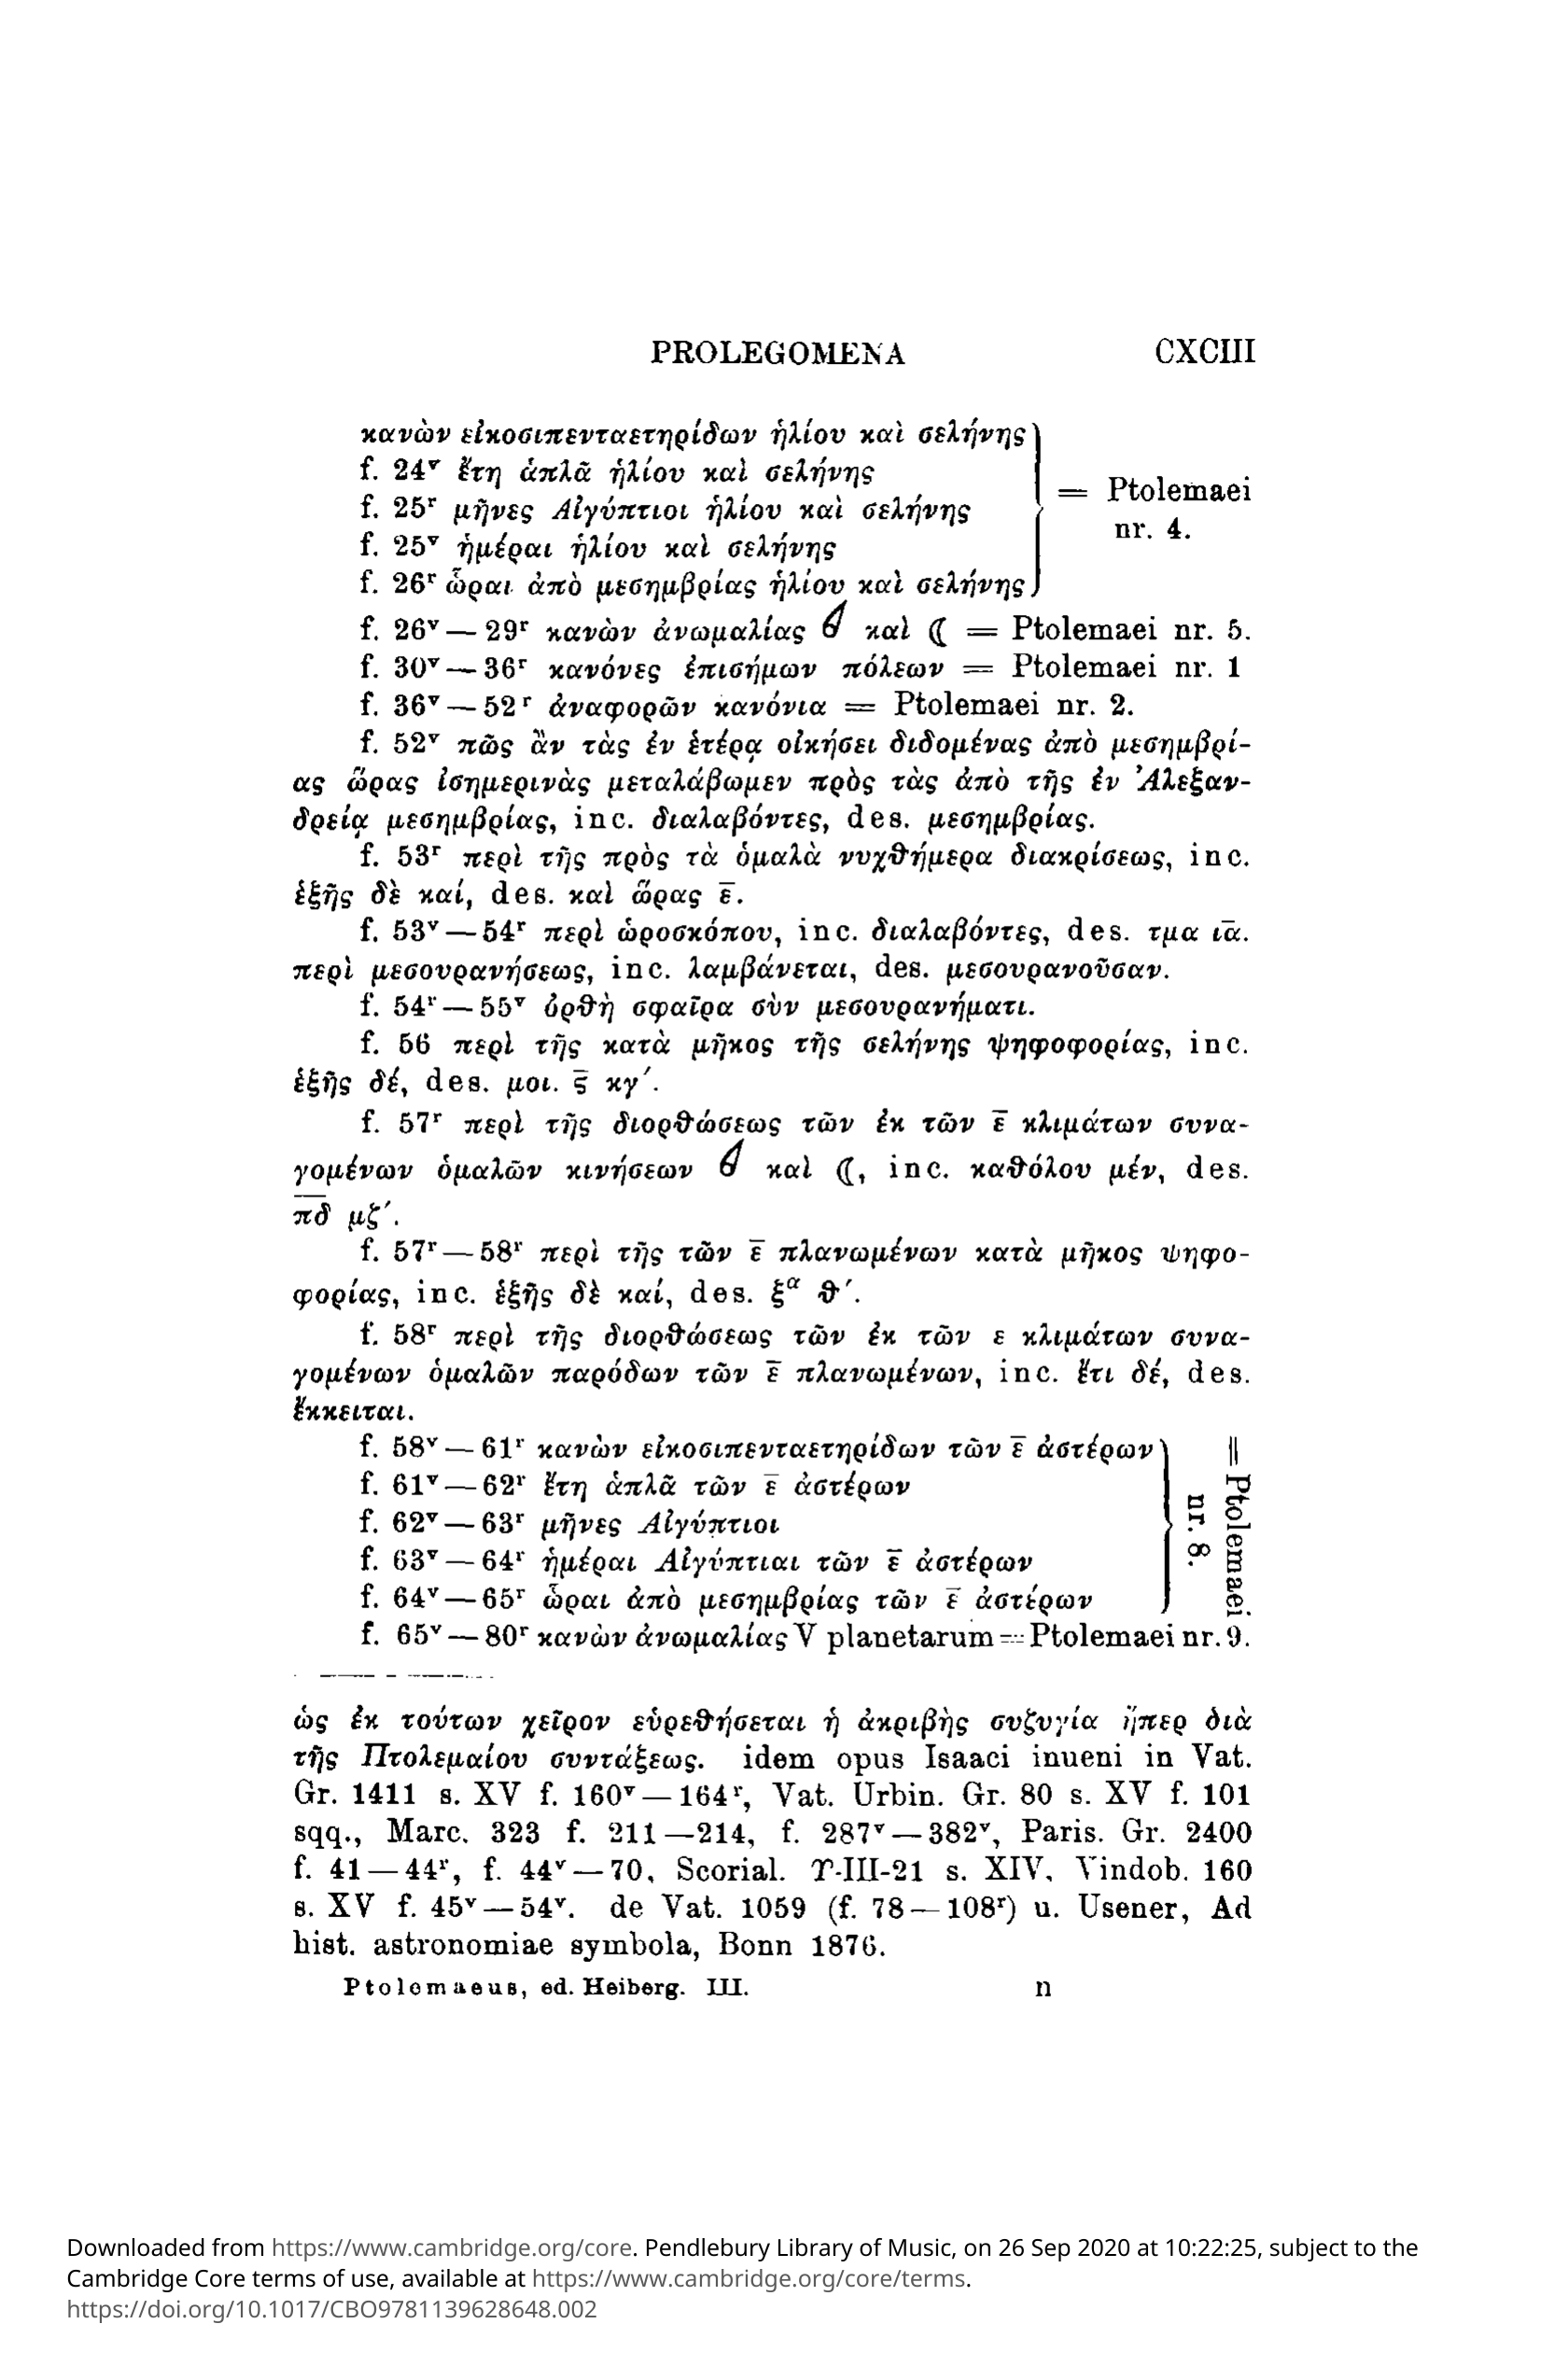 PROLEGOMENA CXCIII
κανὼν εἰκοσιπενταετηρίδων ἡλίου καὶ σελήνης
f. 24ᵛ ἔτη ἁπλᾶ ἡλίου καὶ σελήνης
f. 25ʳ μῆνες Αἰγύπτιοι ἡλίου καὶ σελήνης
f. 25ᵛ ἡμέραι ἡλίου καὶ σελήνης
f. 26ʳ ὧραι ἀπὸ μεσημβρίας ἡλίου καὶ σελήνης
= Ptolemaei
nr. 4.
f. 26ᵛ — 29ʳ κανὼν ἀνωμαλίας καὶ ☾ = Ptolemaei nr. 5.
f. 30ᵛ — 36ʳ κανόνες ἐπισήμων πόλεων = Ptolemaei nr. 1
f. 36ᵛ — 52ʳ ἀναφορῶν κανόνια = Ptolemaei nr. 2.
f. 52ᵛ πῶς ἂν τὰς ἐν ἑτέρᾳ οἰκήσει διδομένας ἀπὸ μεσημβρί-
ας ὥρας ἰσημερινὰς μεταλάβωμεν πρὸς τὰς ἀπὸ τῆς ἐν Ἀλεξαν-
δρείᾳ μεσημβρίας, inc. διαλαβόντες, des. μεσημβρίας.
f. 53ʳ περὶ τῆς πρὸς τὰ ὁμαλὰ νυχθήμερα διακρίσεως, inc.
ἑξῆς δὲ καί, des. καὶ ὥρας ε̅.
f. 53ᵛ — 54ʳ περὶ ὡροσκόπου, inc. διαλαβόντες, des. τμα ια̅.
περὶ μεσουρανήσεως, inc. λαμβάνεται, des. μεσουρανοῦσαν.
f. 54ʳ — 55ᵛ ὀρθὴ σφαῖρα σὺν μεσουρανήματι.
f. 56 περὶ τῆς κατὰ μῆκος τῆς σελήνης ψηφοφορίας, inc.
ἑξῆς δέ, des. μοι. ϛ̅ κγ´.
f. 57ʳ περὶ τῆς διορθώσεως τῶν ἐκ τῶν ε̅ κλιμάτων συνα-
γομένων ὁμαλῶν κινήσεων καὶ ☾, inc. καθόλου μέν, des.
π̅δ̅ μζ´.
f. 57ʳ — 58ʳ περὶ τῆς τῶν ε̅ πλανωμένων κατὰ μῆκος ψηφο-
φορίας, inc. ἑξῆς δὲ καί, des. ξᵅ θ´.
f. 58ʳ περὶ τῆς διορθώσεως τῶν ἐκ τῶν ε κλιμάτων συνα-
γομένων ὁμαλῶν παρόδων τῶν ε̅ πλανωμένων, inc. ἔτι δέ, des.
ἔκκειται.
f. 58ᵛ — 61ʳ κανὼν εἰκοσιπενταετηρίδων τῶν ε̅ ἀστέρων
f. 61ᵛ — 62ʳ ἔτη ἁπλᾶ τῶν ε̅ ἀστέρων
f. 62ᵛ — 63ʳ μῆνες Αἰγύπτιοι
f. 63ᵛ — 64ʳ ἡμέραι Αἰγύπτιαι τῶν ε̅ ἀστέρων
f. 64ᵛ — 65ʳ ὧραι ἀπὸ μεσημβρίας τῶν ε̅ ἀστέρων
= Ptolemaei
nr. 8.
f. 65ᵛ — 80ʳ κανὼν ἀνωμαλίας V planetarum = Ptolemaei nr. 9.
ὡς ἐκ τούτων χεῖρον εὑρεθήσεται ἡ ἀκριβὴς συζυγία ἤπερ διὰ
τῆς Πτολεμαίου συντάξεως. idem opus Isaaci inueni in Vat.
Gr. 1411 s. XV f. 160ᵛ — 164ʳ, Vat. Urbin. Gr. 80 s. XV f. 101
sqq., Marc. 323 f. 211 — 214, f. 287ᵛ — 382ᵛ, Paris. Gr. 2400
f. 41 — 44ʳ, f. 44ᵛ — 70, Scorial. ϒ-III-21 s. XIV, Vindob. 160
s. XV f. 45ᵛ — 54ᵛ. de Vat. 1059 (f. 78 — 108ʳ) u. Usener, Ad
hist. astronomiae symbola, Bonn 1876.
Ptolemaeus, ed. Heiberg. III. n
Downloaded from https://www.cambridge.org/core. Pendlebury Library of Music, on 26 Sep 2020 at 10:22:25, subject to the
Cambridge Core terms of use, available at https://www.cambridge.org/core/terms.
https://doi.org/10.1017/CBO9781139628648.002